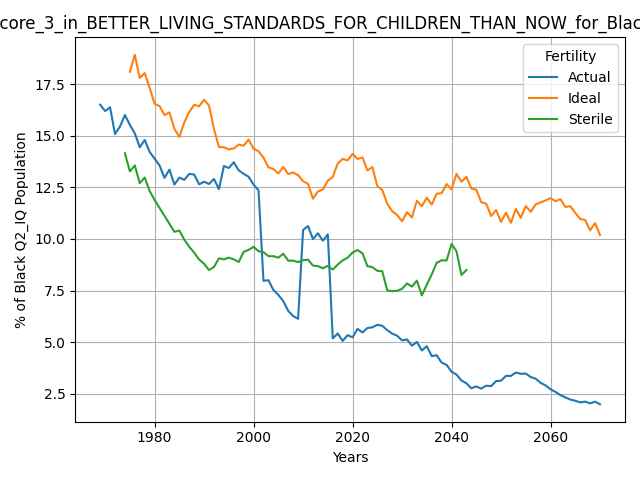 core_3_in_BETTER_LIVING_STANDARDS_FOR_CHILDREN_THAN_NOW_for_Blac
Fertility
Actual
Ideal
Sterile
% of Black Q2_IQ Population
17.5
15.0
12.5
10.0
7.5
5.0
2.5
1980
2000
2020
2040
2060
Years